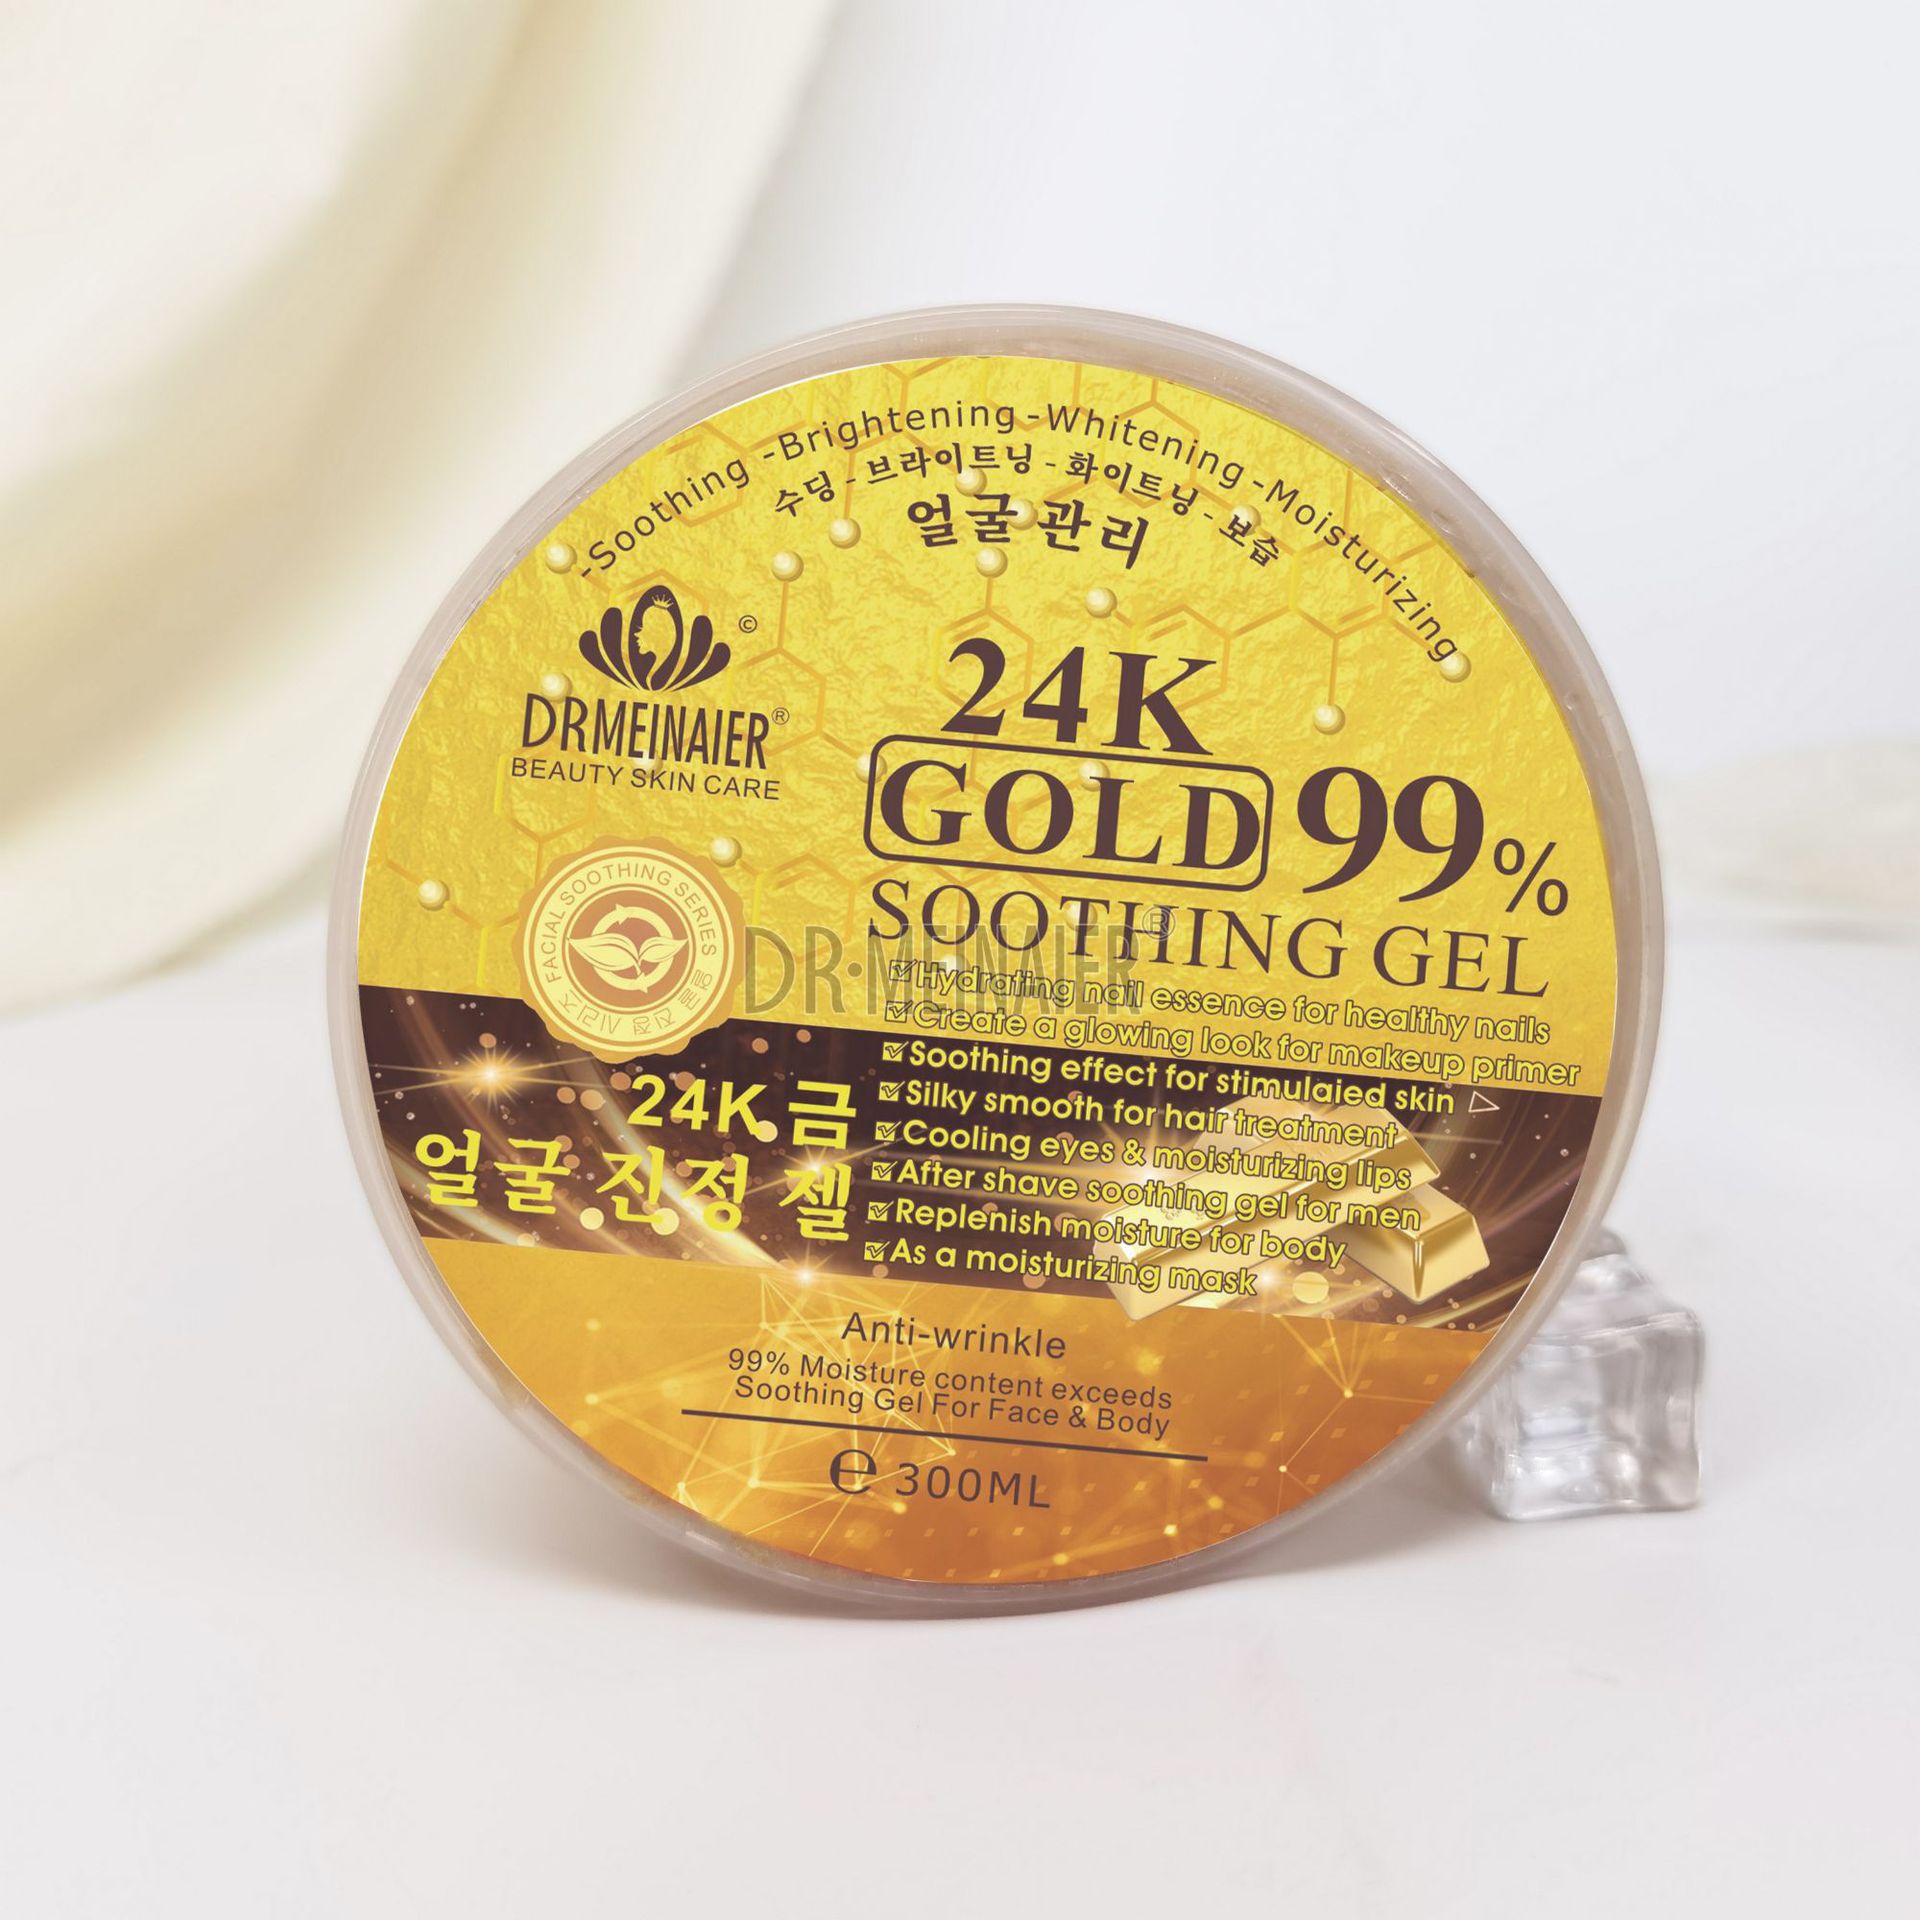 -Soothing -Brightening -Whitening -Moisturizing
수딩 - 브라이트닝 - 화이트닝 - 보습
얼굴관리
©
DRMEINAIER®
BEAUTY SKIN CARE
24K
GOLD 99%
SOOTHING GEL
FACIAL SOOTHING SERIES
DR·MEINAIER®
Hydrating nail essence for healthy nails
Create a glowing look for makeup primer
Soothing effect for stimulaied skin
Silky smooth for hair treatment
Cooling eyes & moisturizing lips
After shave soothing gel for men
Replenish moisture for body
As a moisturizing mask
24K 금
얼굴 진정 젤
Anti-wrinkle
99% Moisture content exceeds
Soothing Gel For Face & Body
℮ 300ML